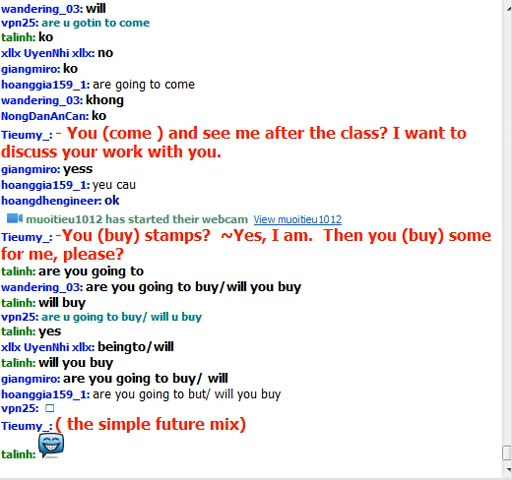 wandering_03: will
vpn25: are u gotin to come
talinh: ko
xllx UyenNhi xllx: no
giangmiro: ko
hoanggia159_1: are going to come
wandering_03: khong
NongDanAnCan: ko
Tieumy_: - You (come ) and see me after the class? I want to
discuss your work with you.
giangmiro: yess
hoanggia159_1: yeu cau
hoangdhengineer: ok
muoitieu1012 has started their webcam View muoitieu1012
Tieumy_: -You (buy) stamps? ~Yes, I am. Then you (buy) some
for me, please?
talinh: are you going to
wandering_03: are you going to buy/will you buy
talinh: will buy
vpn25: are u going to buy/ will u buy
talinh: yes
xllx UyenNhi xllx: beingto/will
talinh: will you buy
giangmiro: are you going to buy/ will
hoanggia159_1: are you going to but/ will you buy
vpn25: □
Tieumy_: ( the simple future mix)
talinh: